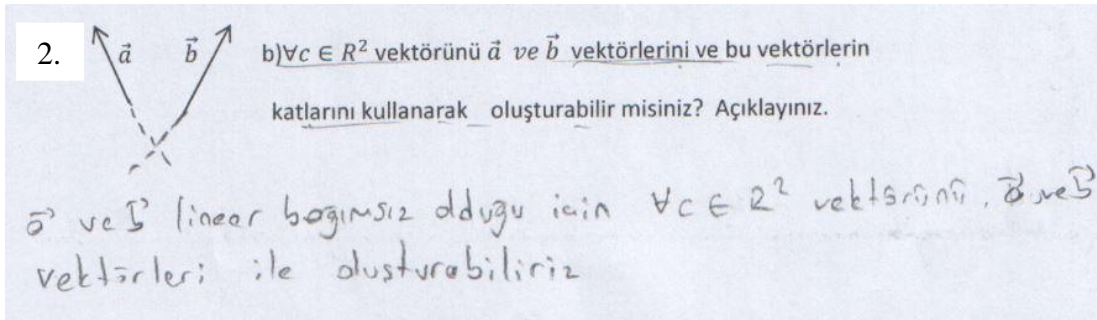 2.
a⃗ b⃗ b)∀c ∈ R² vektörünü a⃗ ve b⃗ vektörlerini ve bu vektörlerin
katlarını kullanarak oluşturabilir misiniz? Açıklayınız.
a⃗ ve b⃗ lineer bağımsız olduğu için ∀c ∈ R² vektörünü, a⃗ ve b⃗
vektörleri ile oluşturabiliriz